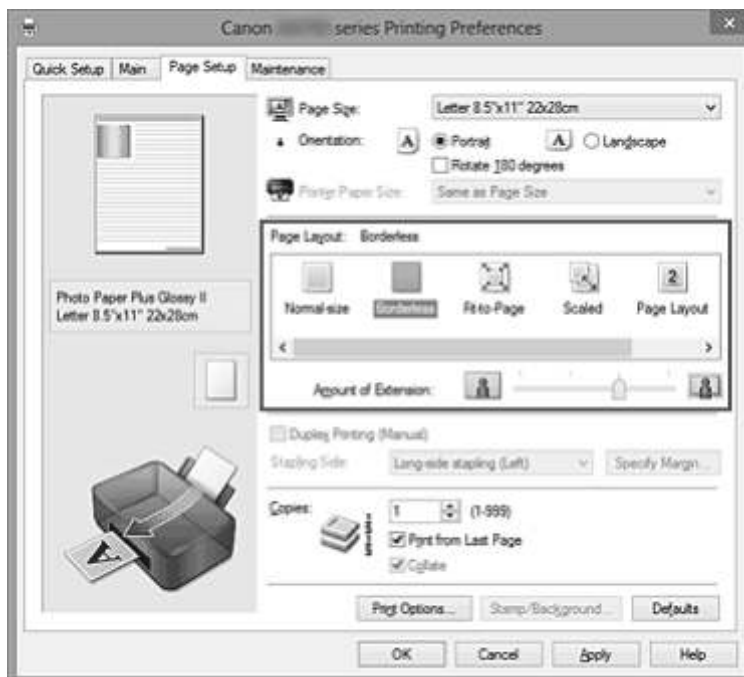 Canon series Printing Preferences
Quick Setup Main Page Setup Maintenance
Page Size: Letter 8.5"x11" 22x28cm
Orientation: A Portrait A Landscape
Rotate 180 degrees
Printer Paper Size: Same as Page Size
Page Layout: Borderless
2
Normal-size Borderless Fit-to-Page Scaled Page Layout
Photo Paper Plus Glossy II
Letter 8.5"x11" 22x28cm
Amount of Extension:
Duplex Printing (Manual)
Stapling Side: Long-side stapling (Left) Specify Margin...
Copies: 1 (1-999)
Print from Last Page
Collate
A
Print Options... Stamp/Background... Defaults
OK Cancel Apply Help